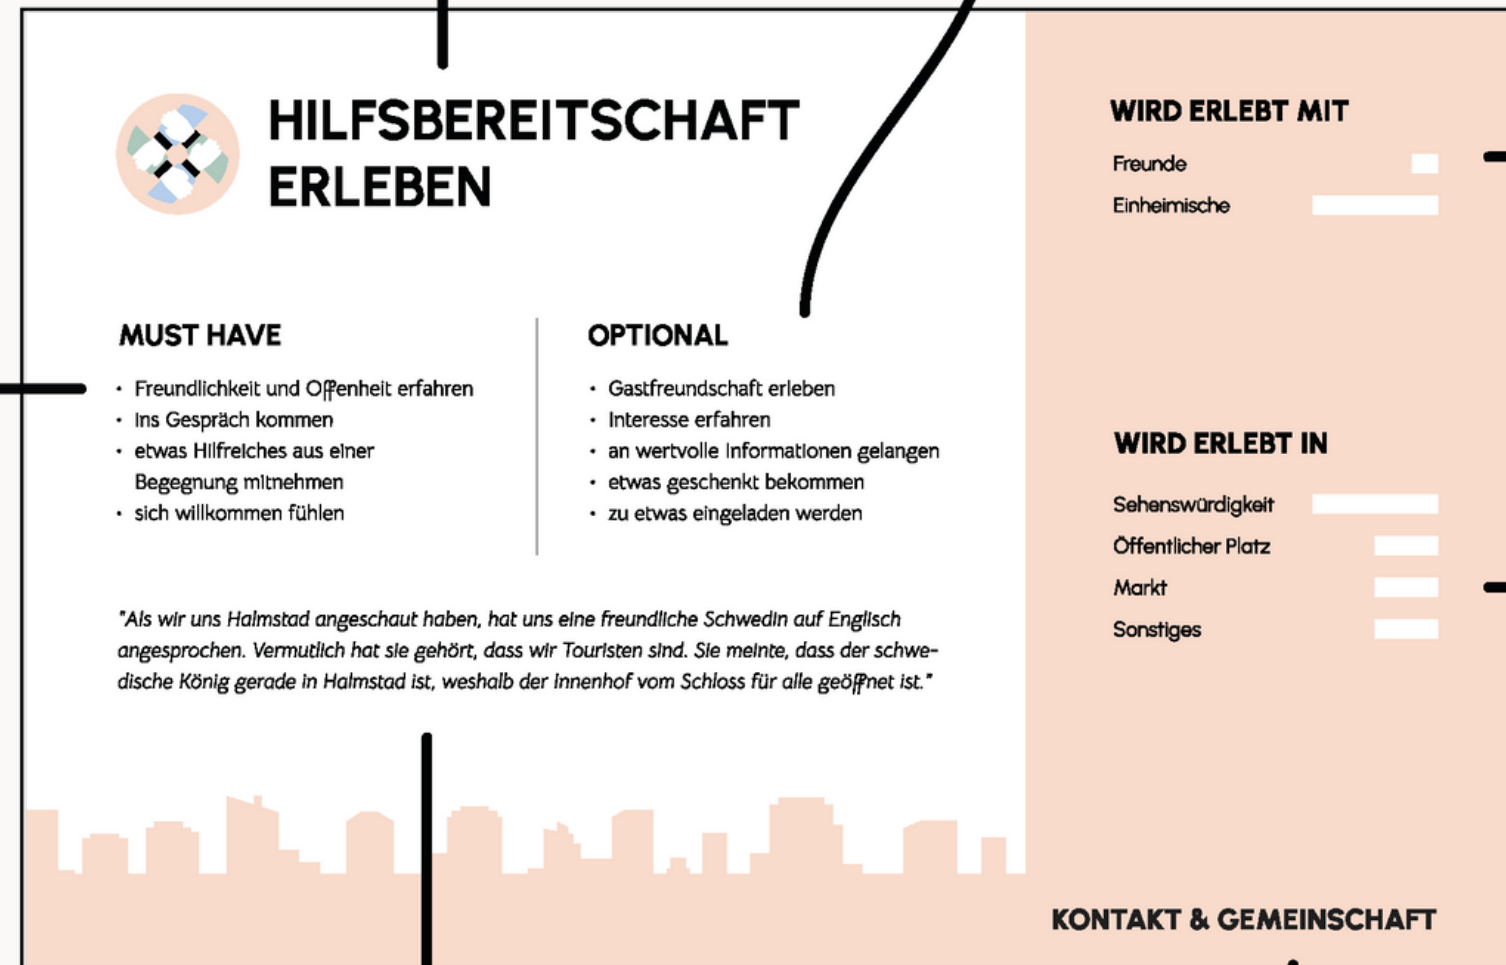 HILFSBEREITSCHAFT
ERLEBEN
MUST HAVE
• Freundlichkeit und Offenheit erfahren
• ins Gespräch kommen
• etwas Hilfreiches aus einer
Begegnung mitnehmen
• sich willkommen fühlen
OPTIONAL
• Gastfreundschaft erleben
• Interesse erfahren
• an wertvolle Informationen gelangen
• etwas geschenkt bekommen
• zu etwas eingeladen werden
"Als wir uns Halmstad angeschaut haben, hat uns eine freundliche Schwedin auf Englisch
angesprochen. Vermutlich hat sie gehört, dass wir Touristen sind. Sie meinte, dass der schwe-
dische König gerade in Halmstad ist, weshalb der Innenhof vom Schloss für alle geöffnet ist."
WIRD ERLEBT MIT
Freunde
Einheimische
WIRD ERLEBT IN
Sehenswürdigkeit
Öffentlicher Platz
Markt
Sonstiges
KONTAKT & GEMEINSCHAFT